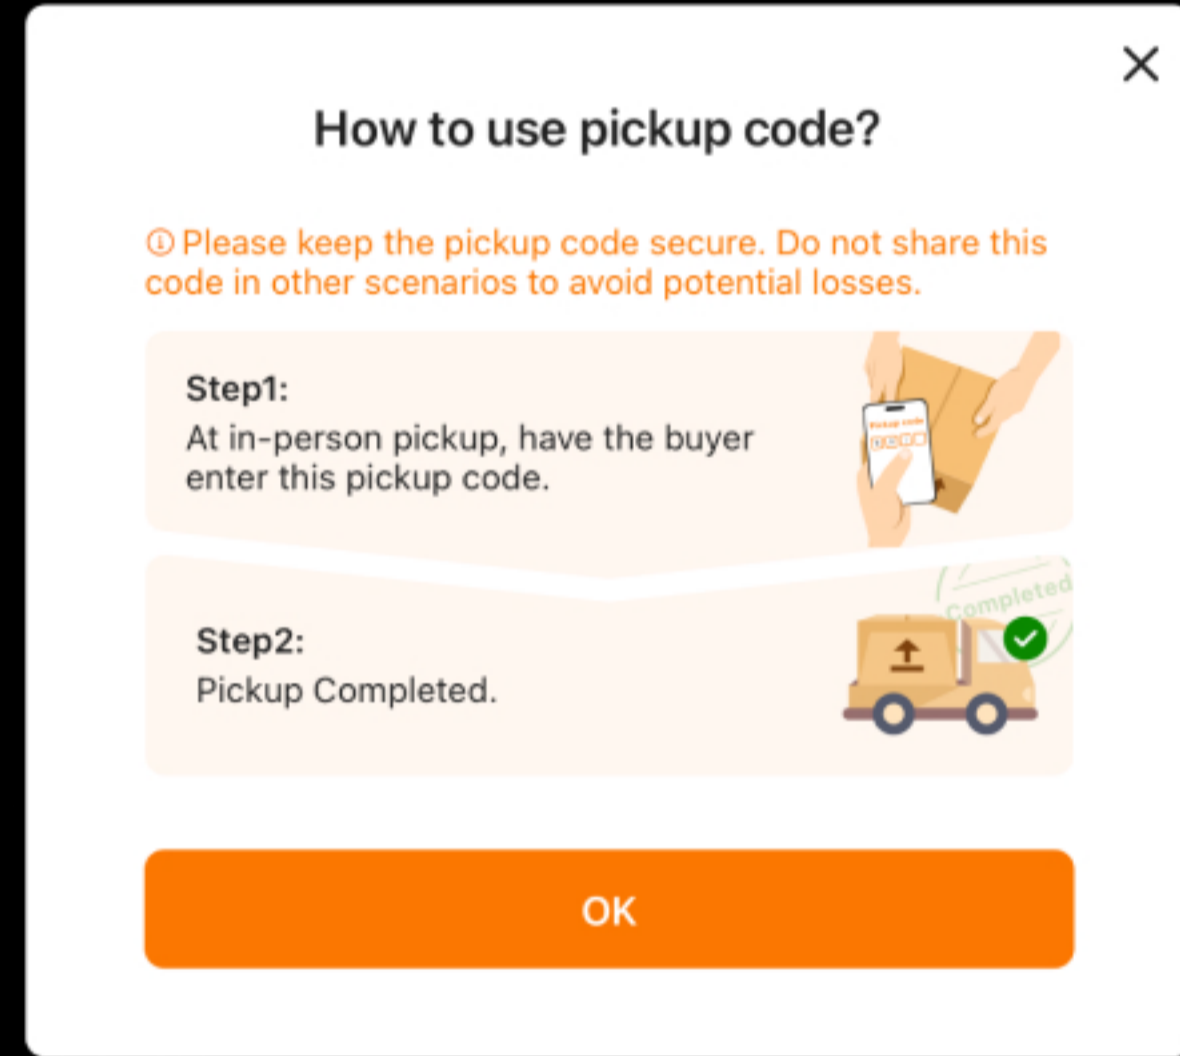 How to use pickup code?
Please keep the pickup code secure. Do not share this
code in other scenarios to avoid potential losses.
Step1:
At in-person pickup, have the buyer
enter this pickup code.
Pickup code
Completed
Step2:
Pickup Completed.
OK